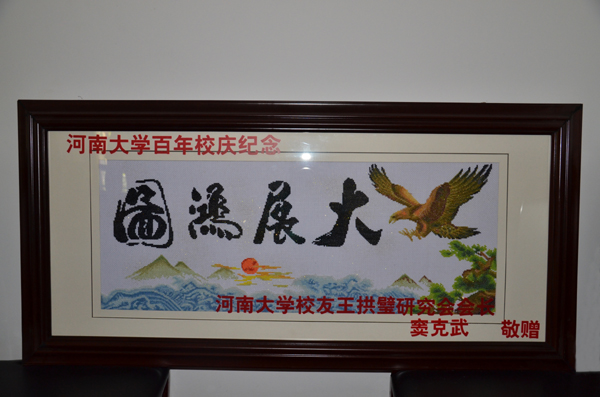 河南大学百年校庆纪念
大展鴻圖
河南大学校友王拱璧研究会会长
窦克武 敬赠